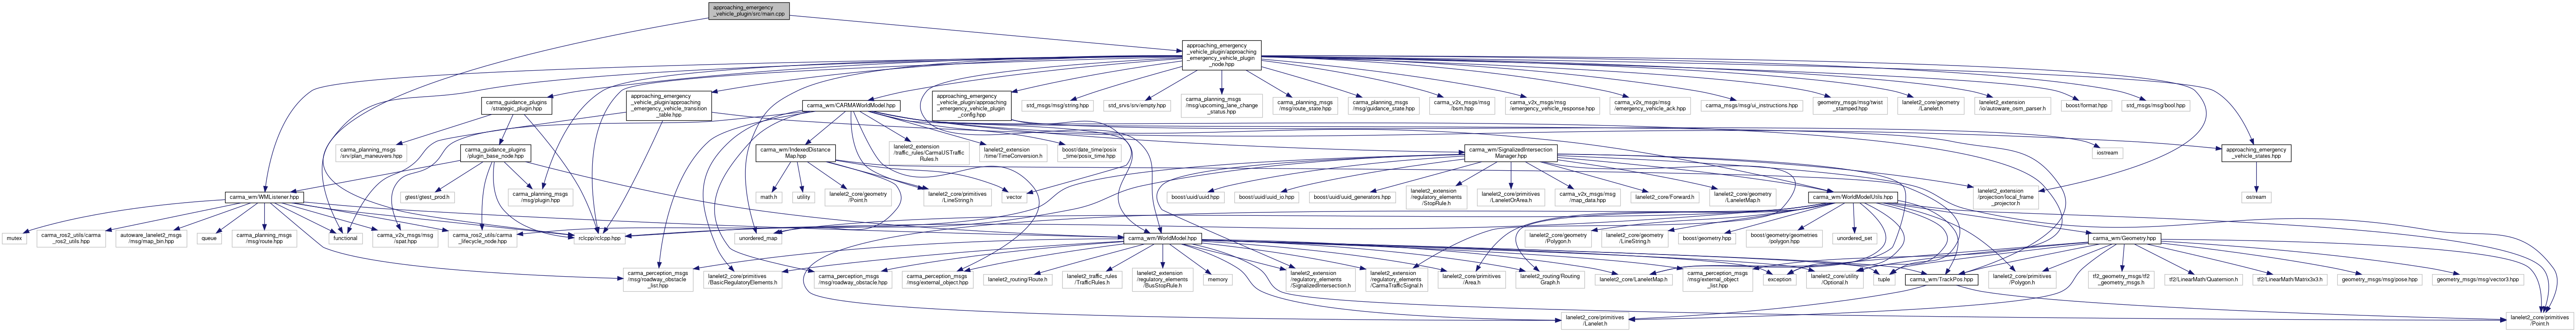 approaching_emergency
_vehicle_plugin/src/main.cpp
approaching_emergency
_vehicle_plugin/approaching
_emergency_vehicle_plugin
_node.hpp
carma_guidance_plugins
/strategic_plugin.hpp
approaching_emergency
_vehicle_plugin/approaching
_emergency_vehicle_transition
_table.hpp
carma_wm/CARMAWorldModel.hpp
approaching_emergency
_vehicle_plugin/approaching
_emergency_vehicle_plugin
_config.hpp
std_msgs/msg/string.hpp
std_srvs/srv/empty.hpp
carma_planning_msgs
/msg/upcoming_lane_change
_status.hpp
carma_planning_msgs
/msg/route_state.hpp
carma_planning_msgs
/msg/guidance_state.hpp
carma_v2x_msgs/msg
/bsm.hpp
carma_v2x_msgs/msg
/emergency_vehicle_response.hpp
carma_v2x_msgs/msg
/emergency_vehicle_ack.hpp
carma_msgs/msg/ui_instructions.hpp
geometry_msgs/msg/twist
_stamped.hpp
lanelet2_core/geometry
/Lanelet.h
lanelet2_extension
/io/autoware_osm_parser.h
boost/format.hpp
std_msgs/msg/bool.hpp
carma_planning_msgs
/srv/plan_maneuvers.hpp
carma_guidance_plugins
/plugin_base_node.hpp
carma_wm/IndexedDistance
Map.hpp
lanelet2_extension
/traffic_rules/CarmaUSTraffic
Rules.h
lanelet2_extension
/time/TimeConversion.h
boost/date_time/posix
_time/posix_time.hpp
carma_wm/SignalizedIntersection
Manager.hpp
iostream
approaching_emergency
_vehicle_states.hpp
carma_wm/WMListener.hpp
gtest/gtest_prod.h
carma_planning_msgs
/msg/plugin.hpp
math.h
utility
lanelet2_core/geometry
/Point.h
lanelet2_core/primitives
/LineString.h
vector
boost/uuid/uuid.hpp
boost/uuid/uuid_io.hpp
boost/uuid/uuid_generators.hpp
lanelet2_extension
/regulatory_elements
/StopRule.h
lanelet2_core/primitives
/LaneletOrArea.h
carma_v2x_msgs/msg
/map_data.hpp
lanelet2_core/Forward.h
lanelet2_core/geometry
/LaneletMap.h
carma_wm/WorldModelUtils.hpp
lanelet2_extension
/projection/local_frame
_projector.h
ostream
mutex
carma_ros2_utils/carma
_ros2_utils.hpp
autoware_lanelet2_msgs
/msg/map_bin.hpp
queue
carma_planning_msgs
/msg/route.hpp
functional
carma_v2x_msgs/msg
/spat.hpp
carma_ros2_utils/carma
_lifecycle_node.hpp
rclcpp/rclcpp.hpp
unordered_map
carma_wm/WorldModel.hpp
lanelet2_core/geometry
/Polygon.h
lanelet2_core/geometry
/LineString.h
boost/geometry.hpp
boost/geometry/geometries
/polygon.hpp
unordered_set
carma_wm/Geometry.hpp
carma_perception_msgs
/msg/roadway_obstacle
_list.hpp
lanelet2_core/primitives
/BasicRegulatoryElements.h
carma_perception_msgs
/msg/roadway_obstacle.hpp
carma_perception_msgs
/msg/external_object.hpp
lanelet2_routing/Route.h
lanelet2_traffic_rules
/TrafficRules.h
lanelet2_extension
/regulatory_elements
/BusStopRule.h
memory
lanelet2_extension
/regulatory_elements
/SignalizedIntersection.h
lanelet2_extension
/regulatory_elements
/CarmaTrafficSignal.h
lanelet2_core/primitives
/Area.h
lanelet2_routing/Routing
Graph.h
lanelet2_core/LaneletMap.h
carma_perception_msgs
/msg/external_object
_list.hpp
exception
lanelet2_core/utility
/Optional.h
tuple
carma_wm/TrackPos.hpp
lanelet2_core/primitives
/Polygon.h
tf2_geometry_msgs/tf2
_geometry_msgs.h
tf2/LinearMath/Quaternion.h
tf2/LinearMath/Matrix3x3.h
geometry_msgs/msg/pose.hpp
geometry_msgs/msg/vector3.hpp
lanelet2_core/primitives
/Lanelet.h
lanelet2_core/primitives
/Point.h